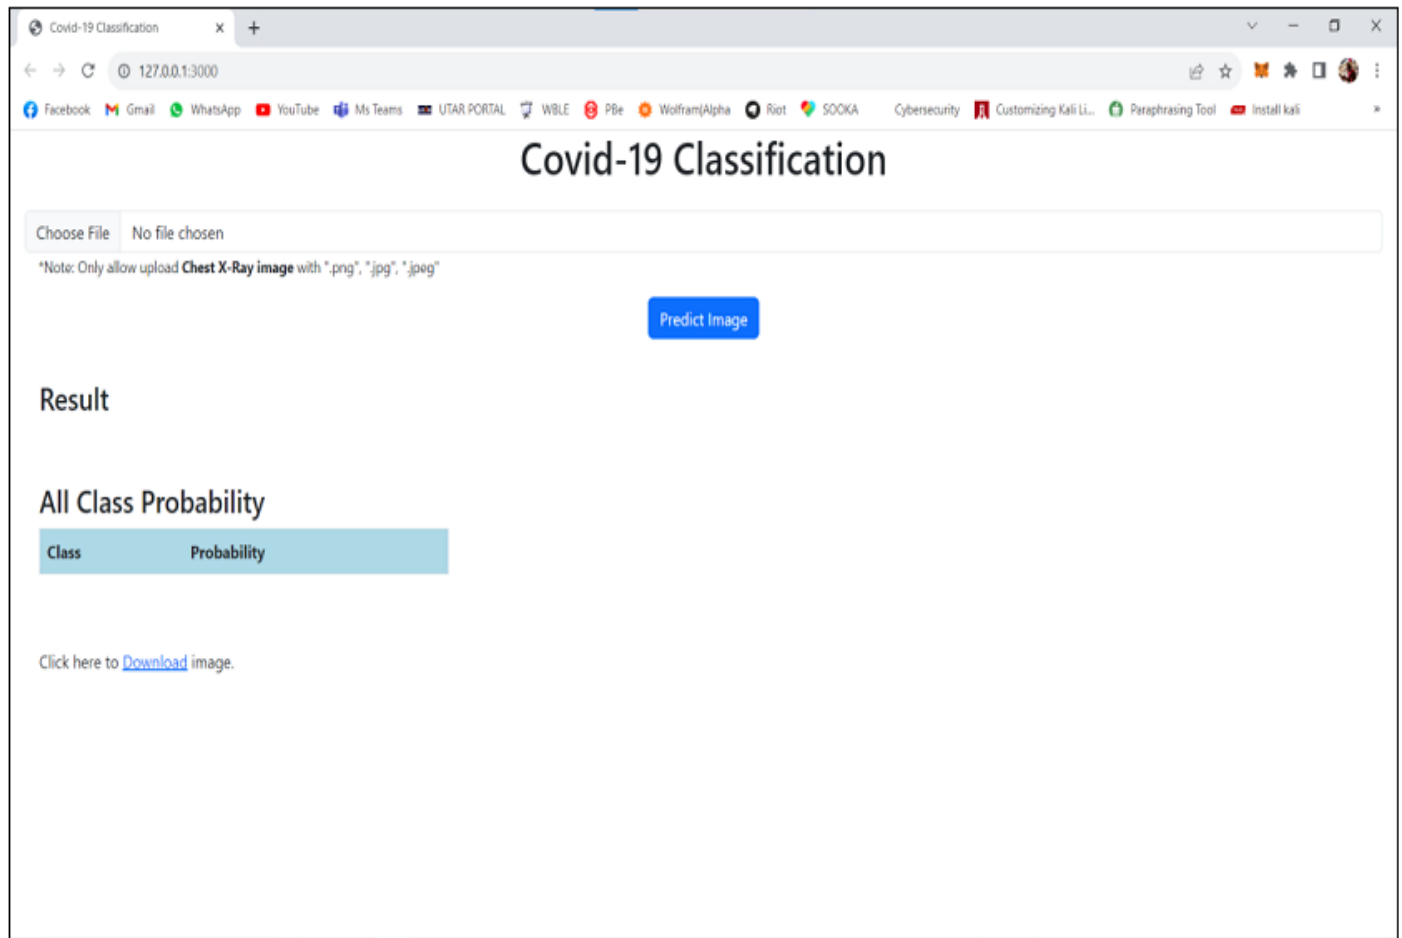 Covid-19 Classification
127.0.0.1:3000
Facebook Gmail WhatsApp YouTube Ms Teams UTAR PORTAL WBLE PBe Wolfram|Alpha Riot SOOKA Cybersecurity Customizing Kali Li... Paraphrasing Tool Install kali »
Covid-19 Classification
Choose File No file chosen
*Note: Only allow upload Chest X-Ray image with ".png", ".jpg", ".jpeg"
Predict Image
Result
All Class Probability
Class Probability
Click here to Download image.